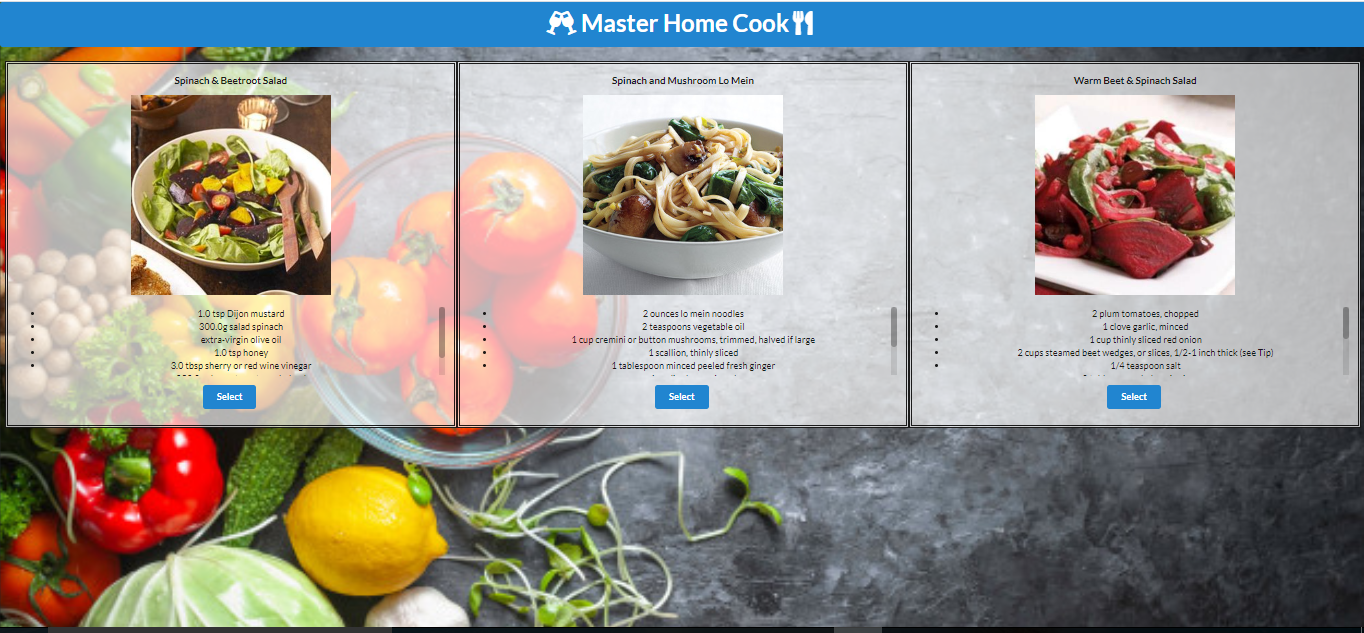 Master Home Cook
Spinach & Beetroot Salad
1.0 tsp Dijon mustard
300.0g salad spinach
extra-virgin olive oil
1.0 tsp honey
3.0 tbsp sherry or red wine vinegar
Select
Spinach and Mushroom Lo Mein
2 ounces lo mein noodles
2 teaspoons vegetable oil
1 cup cremini or button mushrooms, trimmed, halved if large
1 scallion, thinly sliced
1 tablespoon minced peeled fresh ginger
Select
Warm Beet & Spinach Salad
2 plum tomatoes, chopped
1 clove garlic, minced
1 cup thinly sliced red onion
2 cups steamed beet wedges, or slices, 1/2-1 inch thick (see Tip)
1/4 teaspoon salt
Select